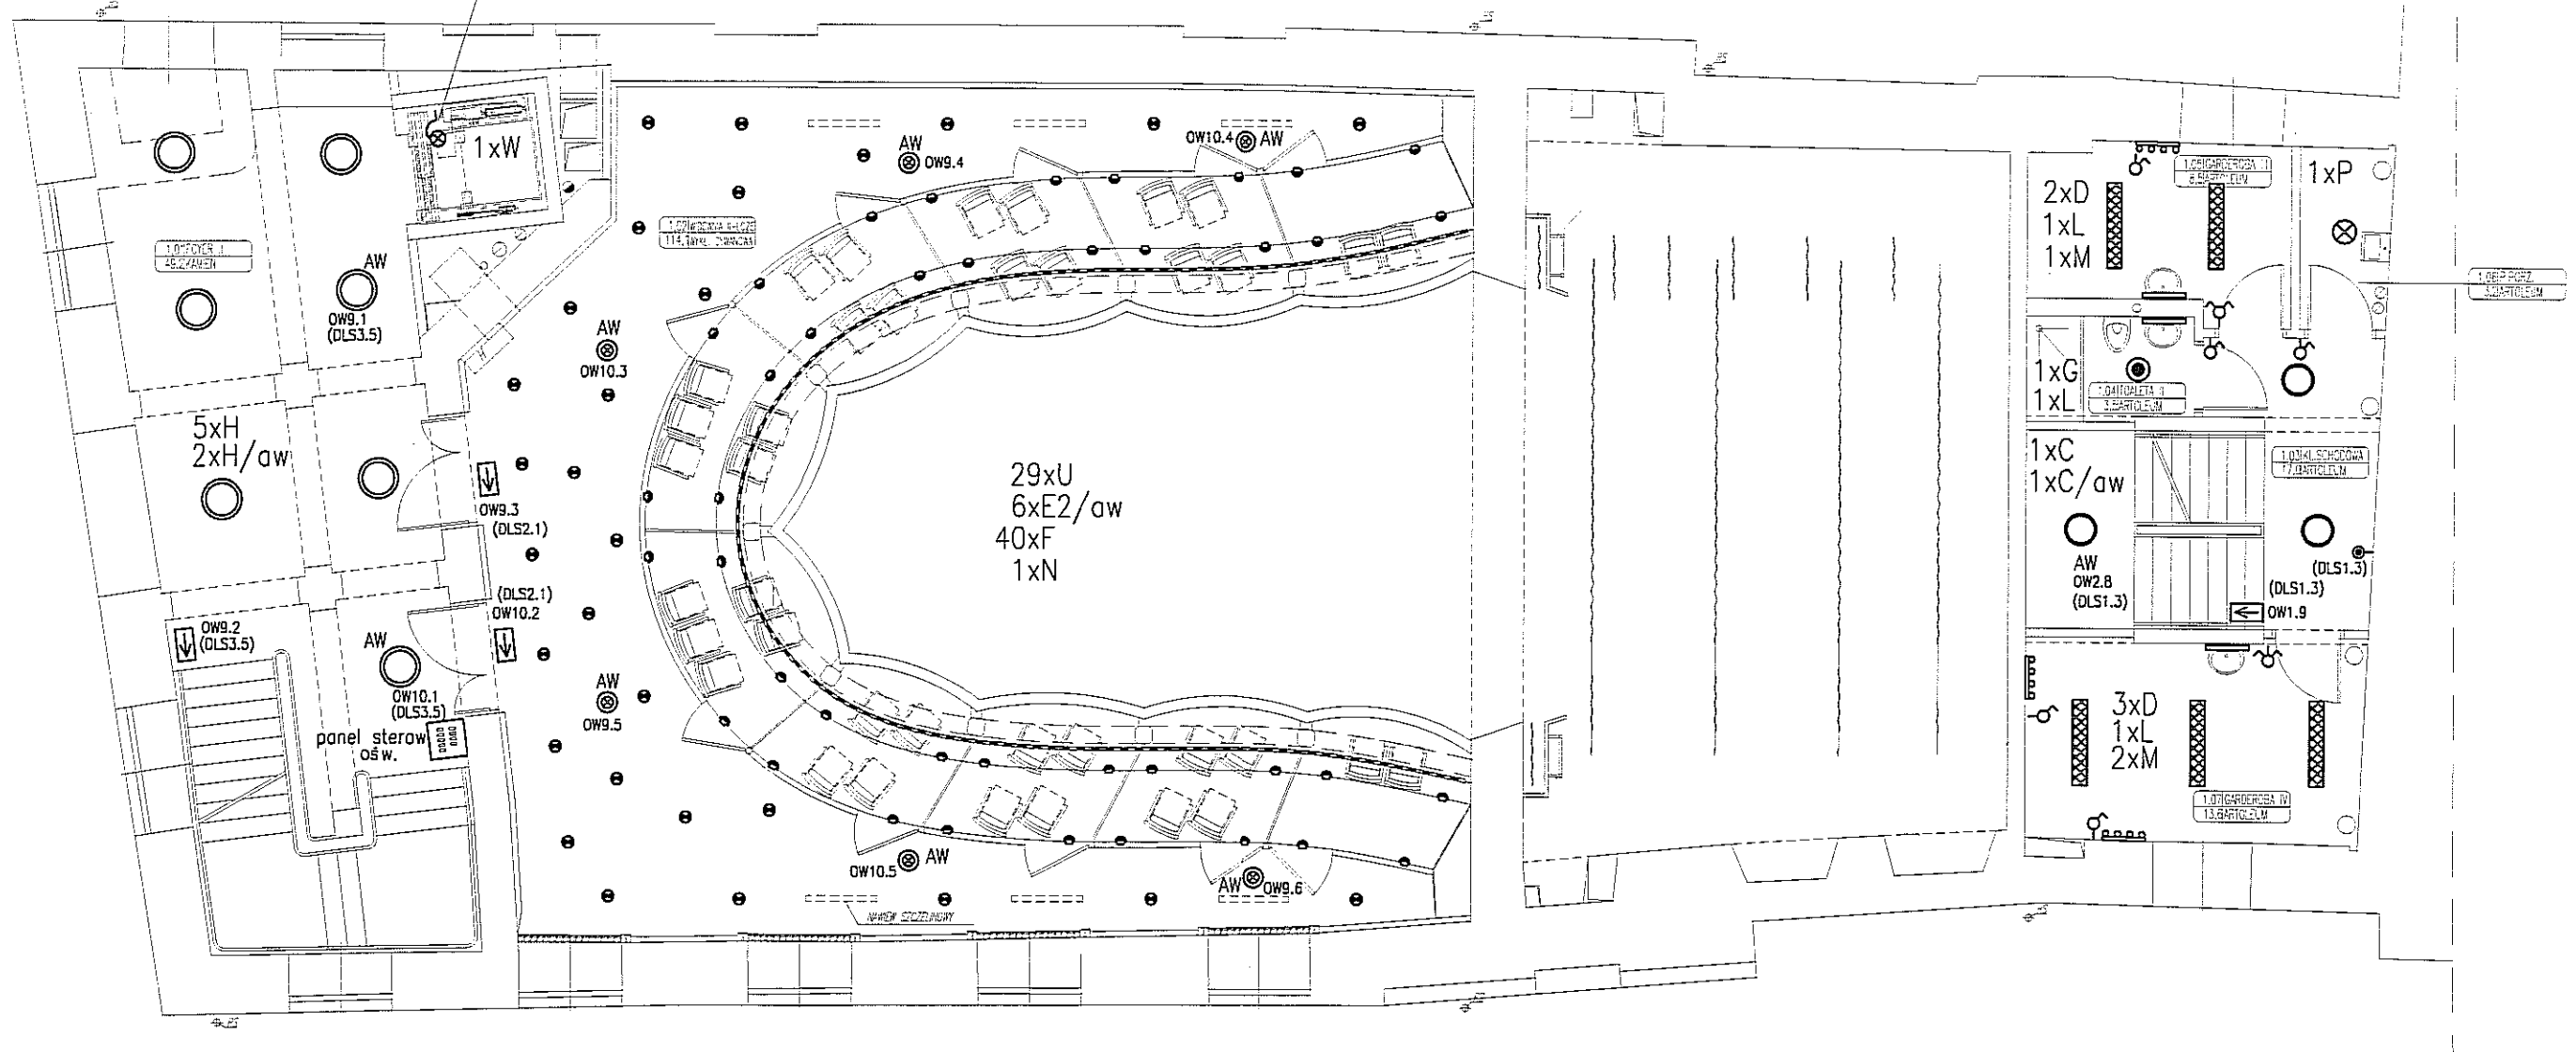 1xW
AW
OW9.4
OW10.4
AW
1xP
2xD
1xL
1xM
AW
OW9.1
(DLS3.5)
AW
OW10.3
1xG
1xL
5xH
2xH/aw
29xU
6xE2/aw
40xF
1xN
1xC
1xC/aw
OW9.3
(DLS2.1)
(DLS2.1)
OW10.2
AW
OW2.8
(DLS1.3)
(DLS1.3)
(DLS1.3)
OW1.9
OW9.2
(DLS3.5)
AW
OW10.1
(DLS3.5)
panel sterow
ośw.
AW
OW9.5
3xD
1xL
2xM
OW10.5
AW
AW
OW9.6
NAWIEW SZCZELINOWY